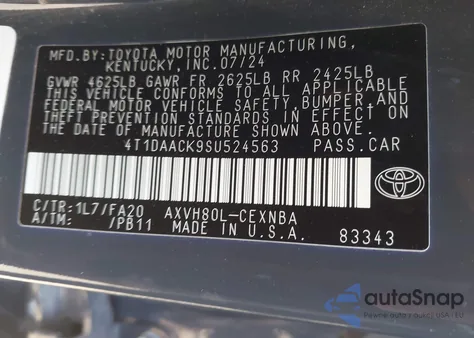 MFD.BY: TOYOTA MOTOR MANUFACTURING,
KENTUCKY, INC. 07/24
GVWR 4625LB GAWR FR 2625LB RR 2425LB
THIS VEHICLE CONFORMS TO ALL APPLICABLE
FEDERAL MOTOR VEHICLE SAFETY, BUMPER, AND
THEFT PREVENTION STANDARDS IN EFFECT ON
THE DATE OF MANUFACTURE SHOWN ABOVE.
4T1DAACK9SU524563 PASS.CAR
C/TR: 1L7/FA20 AXVH80L-CEXNBA
A/TM: /PB11 MADE IN U.S.A. 83343
autoSnap